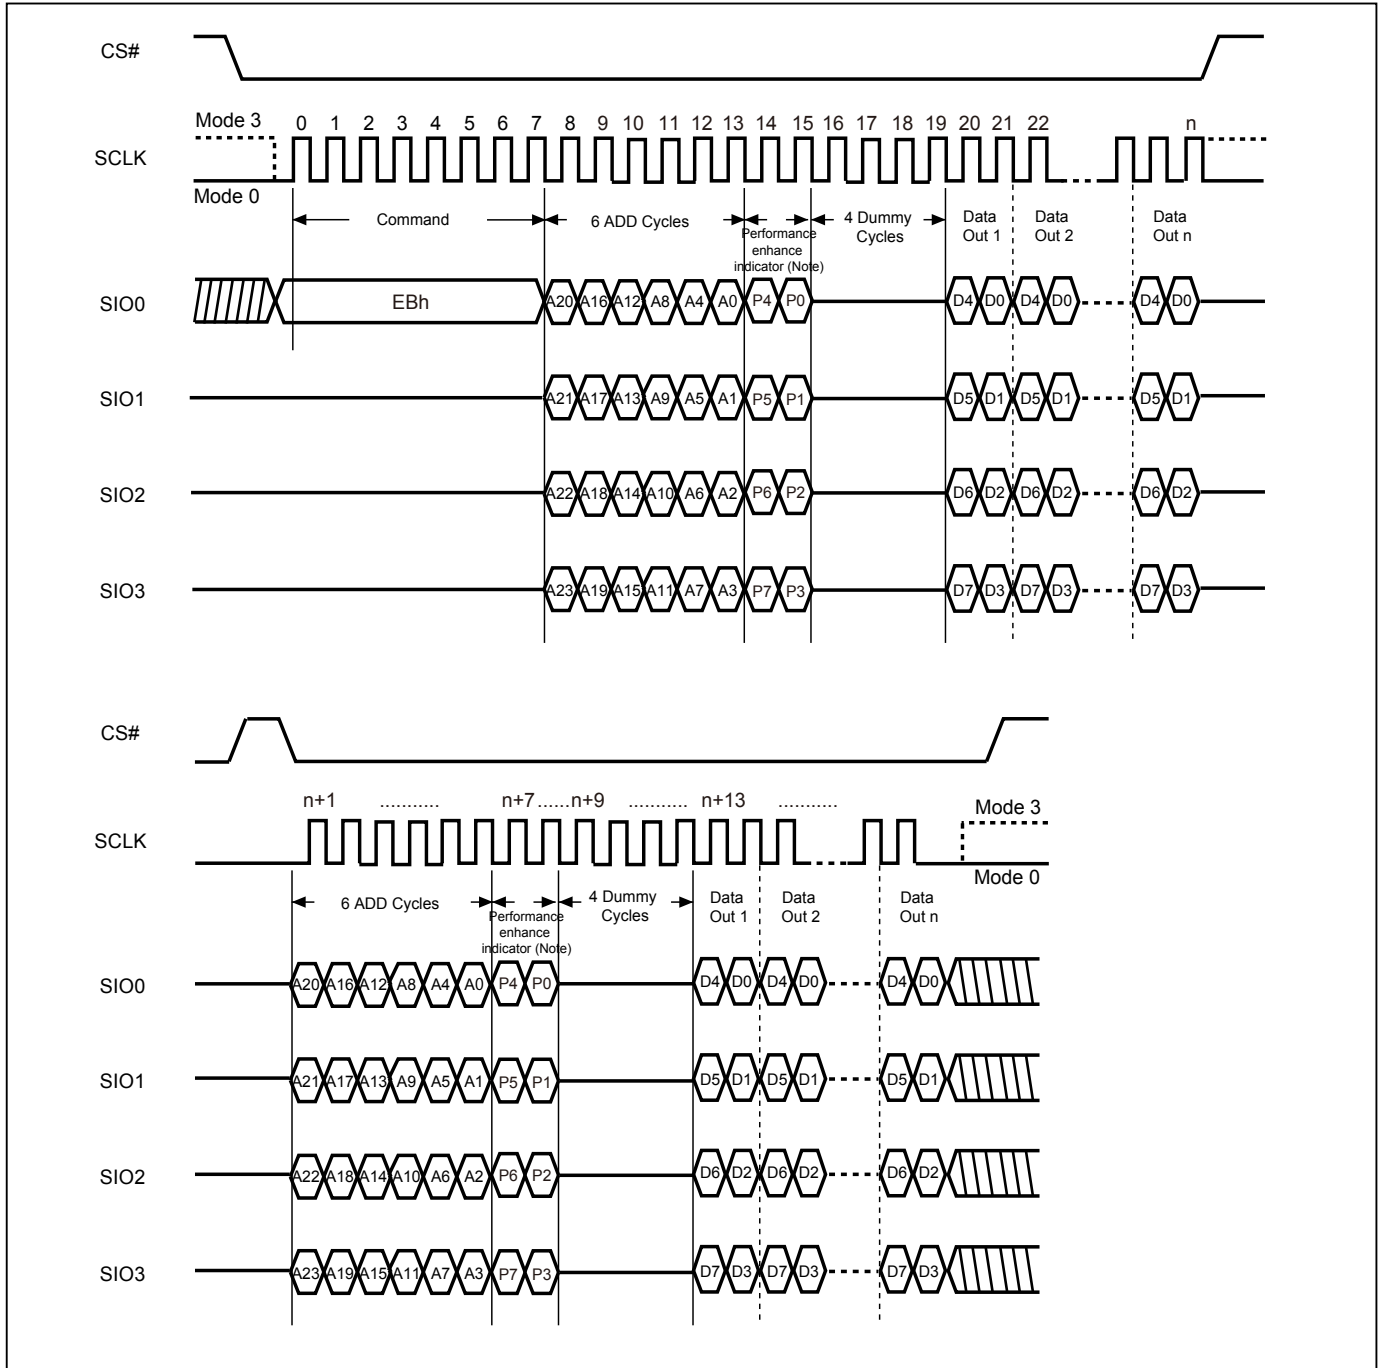 CS#
Mode 3
0 1 2 3 4 5 6 7 8 9 10 11 12 13 14 15 16 17 18 19 20 21 22 n
SCLK
Mode 0
Command
6 ADD Cycles
Performance
enhance
indicator (Note)
4 Dummy
Cycles
Data
Out 1
Data
Out 2
Data
Out n
SIO0
EBh
A20 A16 A12 A8 A4 A0 P4 P0 D4 D0 D4 D0 D4 D0
SIO1
A21 A17 A13 A9 A5 A1 P5 P1 D5 D1 D5 D1 D5 D1
SIO2
A22 A18 A14 A10 A6 A2 P6 P2 D6 D2 D6 D2 D6 D2
SIO3
A23 A19 A15 A11 A7 A3 P7 P3 D7 D3 D7 D3 D7 D3
CS#
n+1 ........... n+7 ...... n+9 ........... n+13 ...........
Mode 3
SCLK
Mode 0
6 ADD Cycles
Performance
enhance
indicator (Note)
4 Dummy
Cycles
Data
Out 1
Data
Out 2
Data
Out n
SIO0
A20 A16 A12 A8 A4 A0 P4 P0 D4 D0 D4 D0 D4 D0
SIO1
A21 A17 A13 A9 A5 A1 P5 P1 D5 D1 D5 D1 D5 D1
SIO2
A22 A18 A14 A10 A6 A2 P6 P2 D6 D2 D6 D2 D6 D2
SIO3
A23 A19 A15 A11 A7 A3 P7 P3 D7 D3 D7 D3 D7 D3